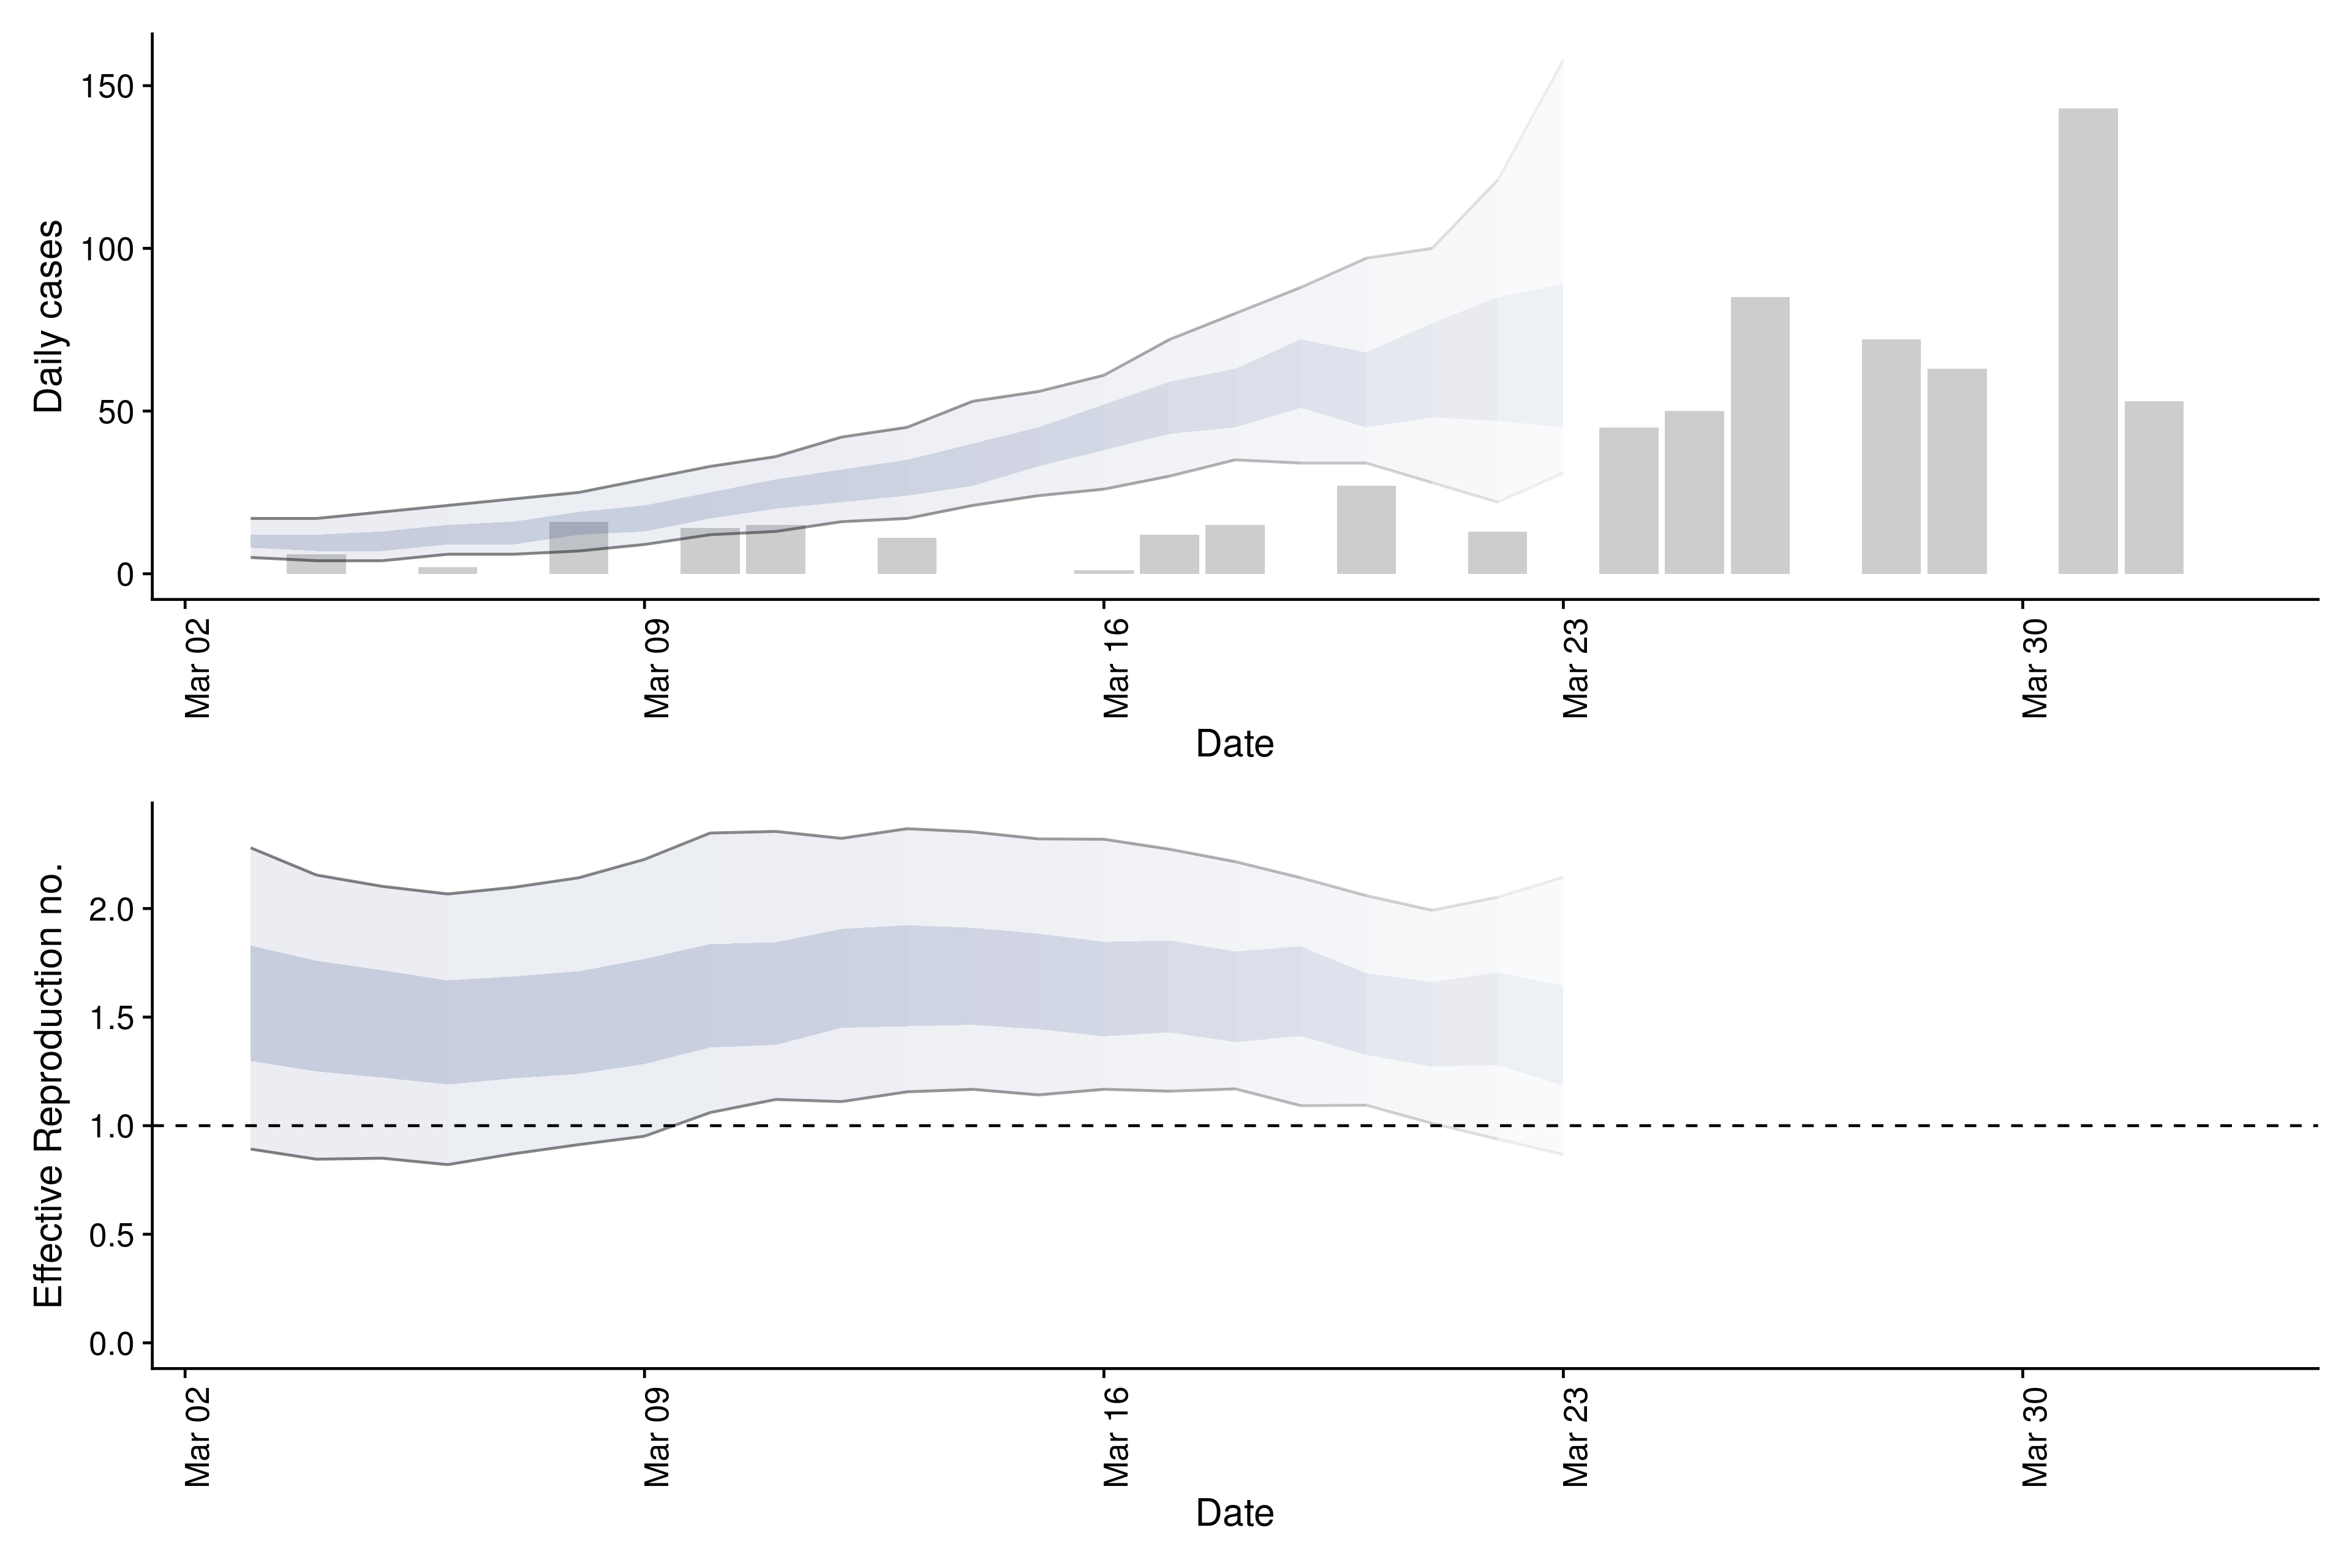 Daily cases
150
100
50
0
Mar 02
Mar 09
Mar 16
Mar 23
Mar 30
Date
Effective Reproduction no.
2.0
1.5
1.0
0.5
0.0
Mar 02
Mar 09
Mar 16
Mar 23
Mar 30
Date